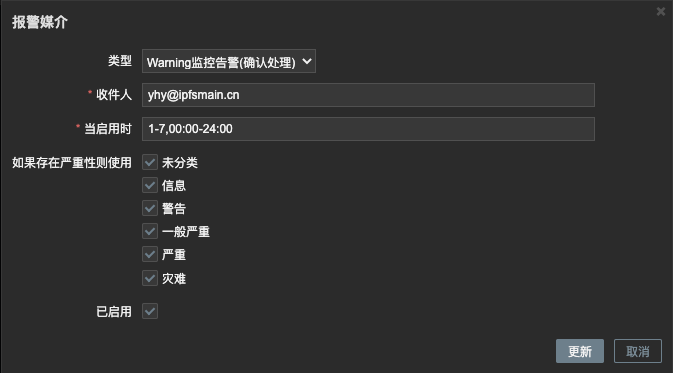 报警媒介
类型 Warning监控告警(确认处理)
* 收件人 yhy@ipfsmain.cn
* 当启用时 1-7,00:00-24:00
如果存在严重性则使用 未分类
信息
警告
一般严重
严重
灾难
已启用
更新 取消